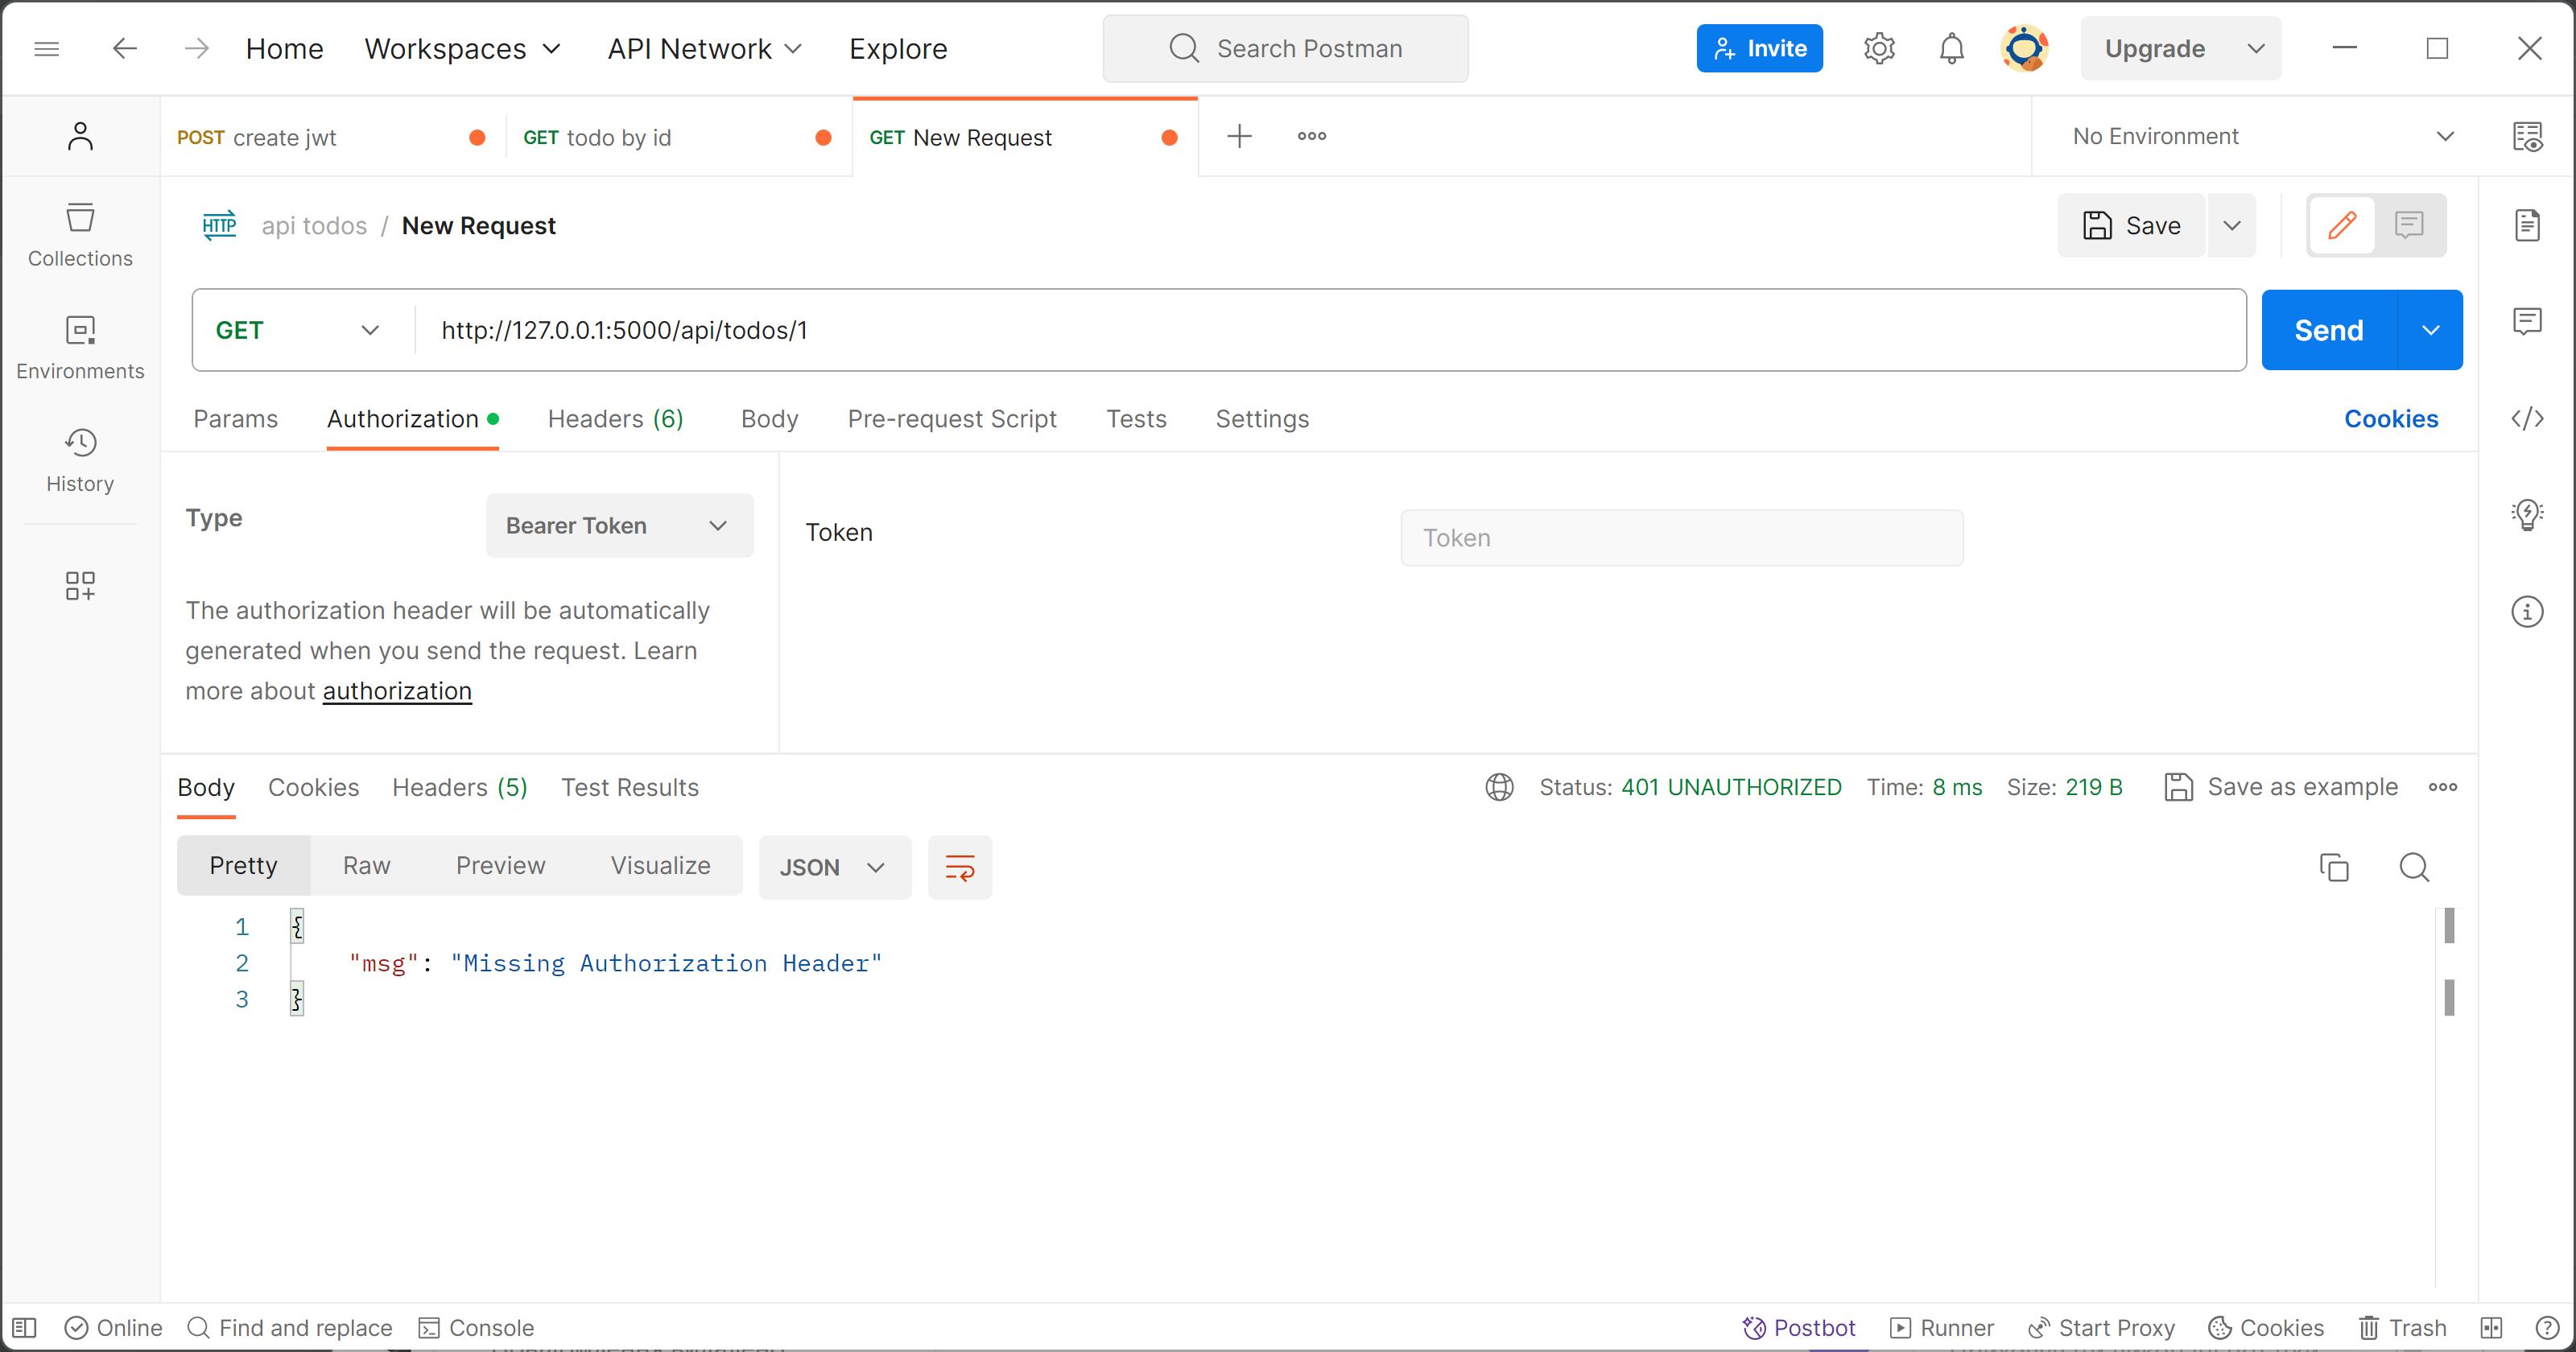 Home Workspaces API Network Explore Search Postman Invite Upgrade
POST create jwt GET todo by id GET New Request No Environment
HTTP api todos / New Request Save
Collections
GET http://127.0.0.1:5000/api/todos/1 Send
Environments
Params Authorization Headers (6) Body Pre-request Script Tests Settings Cookies
History
Type Bearer Token Token Token
The authorization header will be automatically
generated when you send the request. Learn
more about authorization
Body Cookies Headers (5) Test Results Status: 401 UNAUTHORIZED Time: 8 ms Size: 219 B Save as example
Pretty Raw Preview Visualize JSON
1 {
2 "msg": "Missing Authorization Header"
3 }
Online Find and replace Console Postbot Runner Start Proxy Cookies Trash